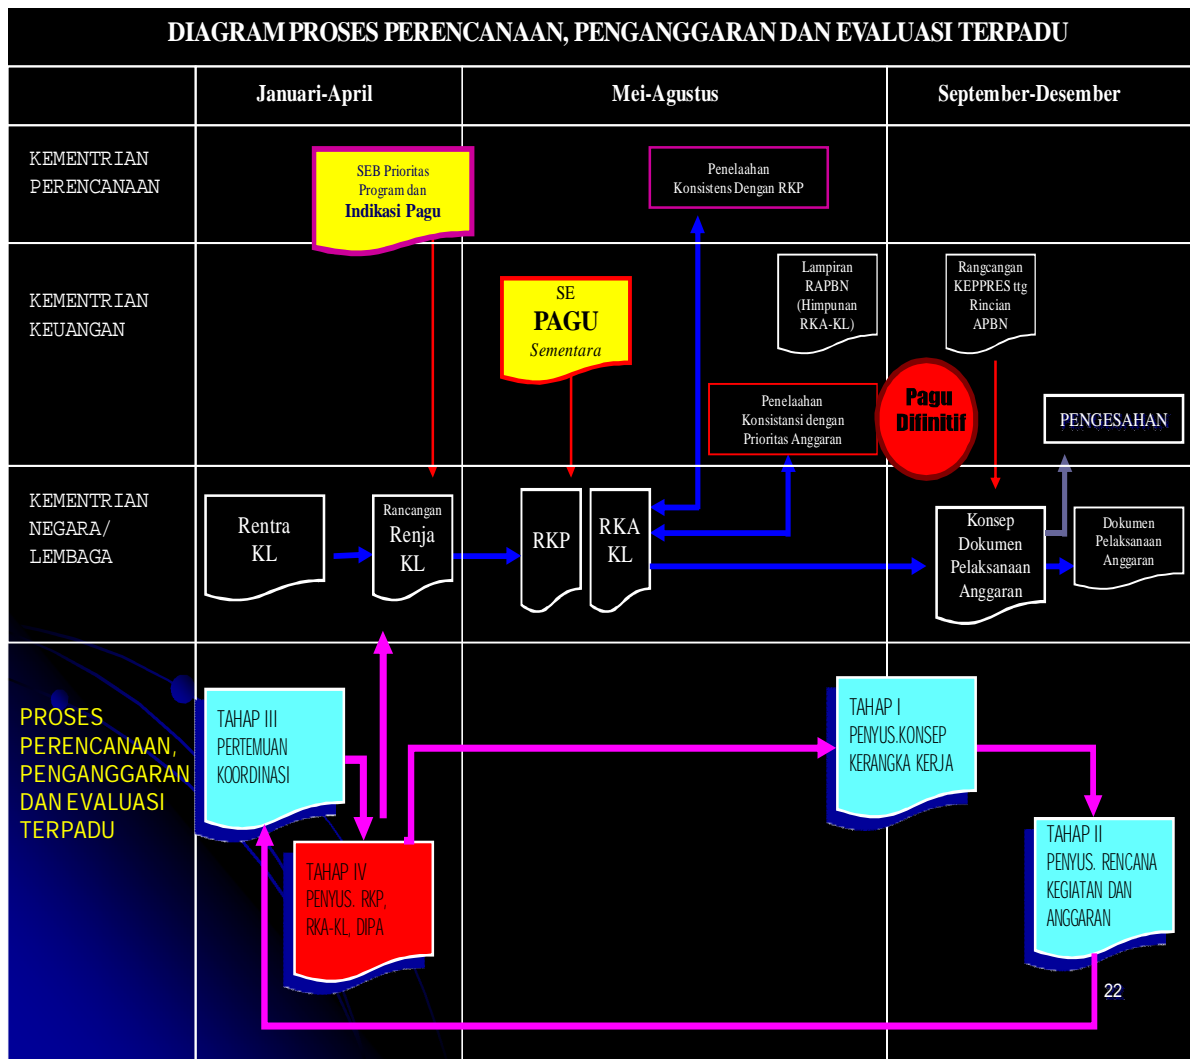 DIAGRAM PROSES PERENCANAAN, PENGANGGARAN DAN EVALUASI TERPADU
Januari-April
Mei-Agustus
September-Desember
KEMENTRIAN
PERENCANAAN
SEB Prioritas
Program dan
Indikasi Pagu
Penelaahan
Konsistens Dengan RKP
KEMENTRIAN
KEUANGAN
SE
PAGU
Sementara
Lampiran
RAPBN
(Himpunan
RKA-KL)
Rangcangan
KEPPRES ttg
Rincian
APBN
Penelaahan
Konsistansi dengan
Prioritas Anggaran
Pagu
Difinitif
PENGESAHAN
KEMENTRIAN
NEGARA/
LEMBAGA
Rentra
KL
Rancangan
Renja
KL
RKP
RKA
KL
Konsep
Dokumen
Pelaksanaan
Anggaran
Dokumen
Pelaksanaan
Anggaran
PROSES
PERENCANAAN,
PENGANGGARAN
DAN EVALUASI
TERPADU
TAHAP III
PERTEMUAN
KOORDINASI
TAHAP IV
PENYUS. RKP,
RKA-KL, DIPA
TAHAP I
PENYUS.KONSEP
KERANGKA KERJA
TAHAP II
PENYUS. RENCANA
KEGIATAN DAN
ANGGARAN
22